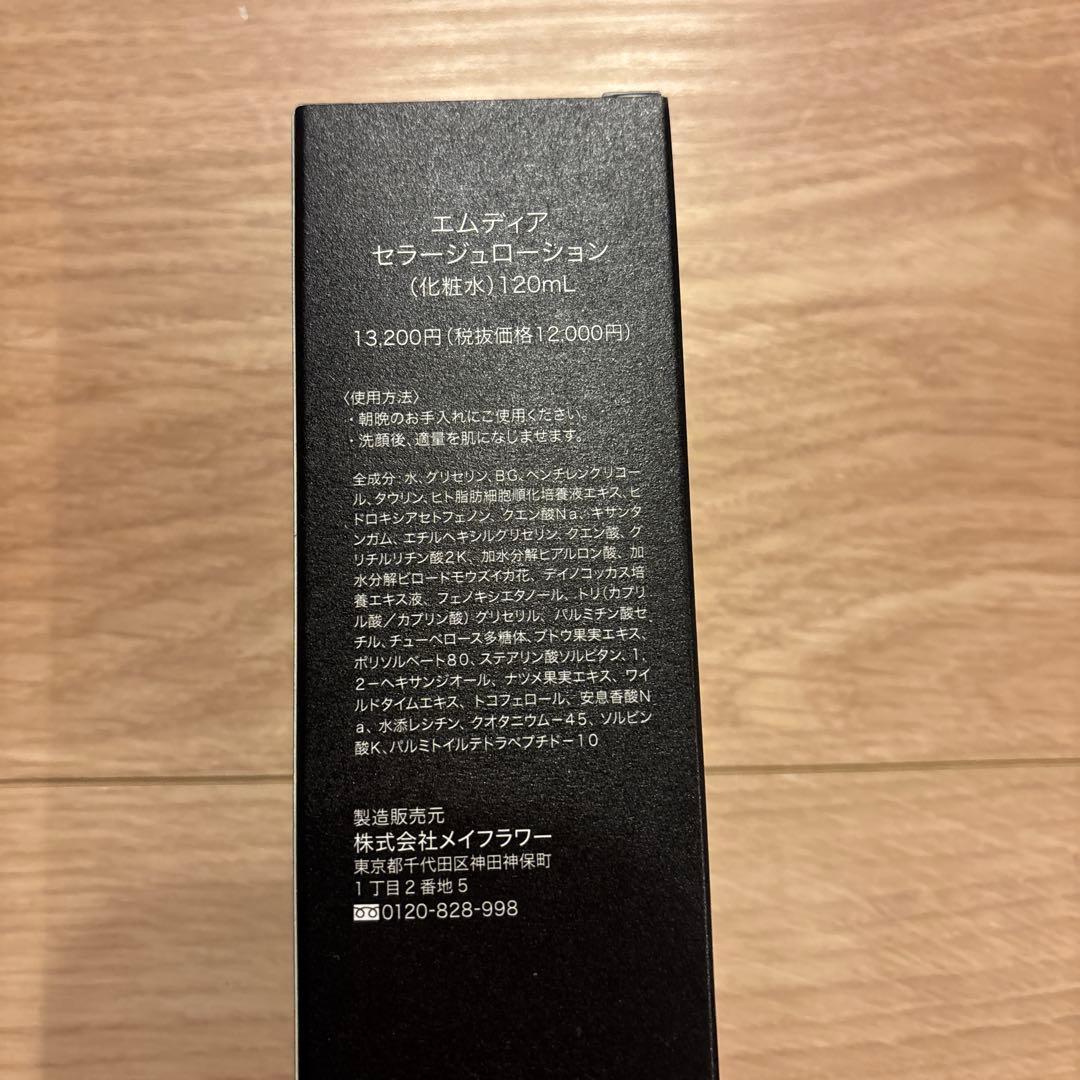 エムディア
セラージュローション
(化粧水)120mL
13,200円(税抜価格12,000円)
〈使用方法〉
・朝晩のお手入れにご使用ください。
・洗顔後、適量を肌になじませます。
全成分 水、グリセリン、BG、ペンチレングリコー
ル、タウリン、ヒト脂肪細胞順化培養液エキス、ヒ
ドロキシアセトフェノン、クエン酸Na、キサンタ
ンガム、エチルヘキシルグリセリン、クエン酸、グ
リチルリチン酸2K、加水分解ヒアルロン酸、加
水分解ビロードモウズイカ花、デイノコッカス培
養エキス液、フェノキシエタノール、トリ(カプリ
ル酸/カプリン酸)グリセリル、パルミチン酸セ
チル、チューベロース多糖体、ブドウ果実エキス、
ポリソルベート80、ステアリン酸ソルビタン、1,
2-ヘキサンジオール、ナツメ果実エキス、ワイ
ルドタイムエキス、トコフェロール、安息香酸N
a、水添レシチン、クオタニウム-45、ソルビン
酸K、パルミトイルテトラペプチド-10
製造販売元
株式会社メイフラワー
東京都千代田区神田神保町
1丁目2番地5
0120-828-998